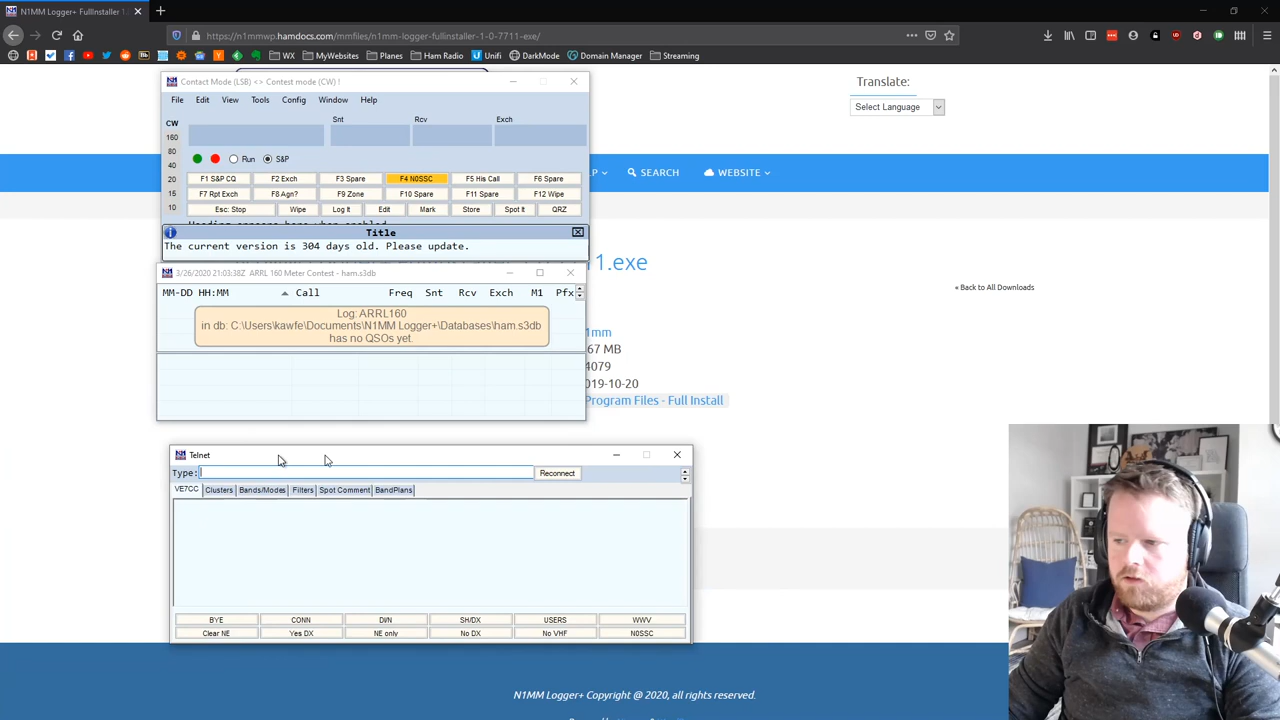 N1MM Logger+ FullInstaller 1.
https://n1mmwp.hamdocs.com/mmfiles/n1mm-logger-fullinstaller-1-0-7711-exe/
WX MyWebsites Planes Ham Radio Unifi DarkMode Domain Manager Streaming
Translate:
Select Language
SEARCH WEBSITE
11.exe
« Back to All Downloads
1mm
67 MB
4079
019-10-20
Program Files - Full Install
Contact Mode (LSB) <> Contest mode (CW) !
File Edit View Tools Config Window Help
CW Snt Rcv Exch
160
80
40 Run S&P
20 F1 S&P CQ F2 Exch F3 Spare F4 N0SSC F5 His Call F6 Spare
15 F7 Rpt Exch F8 Agn? F9 Zone F10 Spare F11 Spare F12 Wipe
10 Esc: Stop Wipe Log It Edit Mark Store Spot It QRZ
Title
The current version is 304 days old. Please update.
3/26/2020 21:03:38Z ARRL 160 Meter Contest - ham.s3db
MM-DD HH:MM Call Freq Snt Rcv Exch M1 Pfx
Log: ARRL160
in db: C:\Users\kawfe\Documents\N1MM Logger+\Databases\ham.s3db
has no QSOs yet.
Telnet
Type: Reconnect
VE7CC Clusters Bands/Modes Filters Spot Comment BandPlans
BYE CONN DI/N SH/DX USERS WWV
Clear NE Yes DX NE only No DX No VHF N0SSC
N1MM Logger+ Copyright @ 2020, all rights reserved.